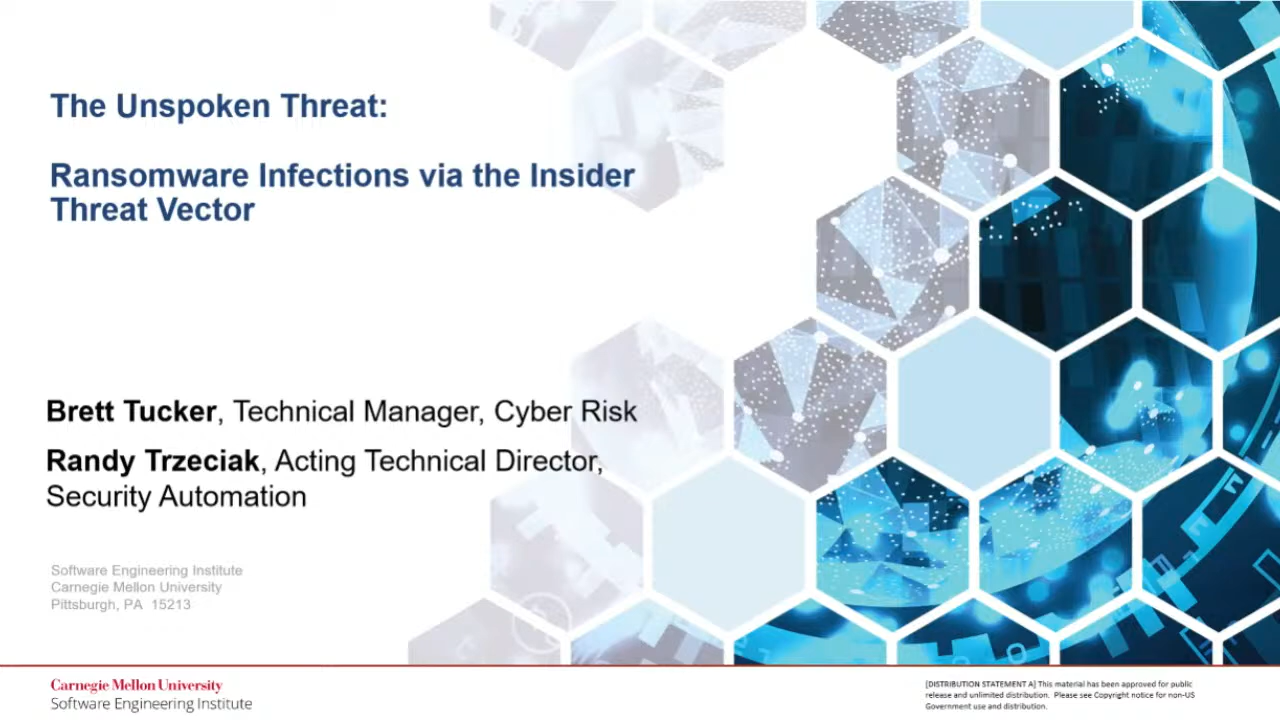 The Unspoken Threat:
Ransomware Infections via the Insider
Threat Vector
Brett Tucker, Technical Manager, Cyber Risk
Randy Trzeciak, Acting Technical Director,
Security Automation
Software Engineering Institute
Carnegie Mellon University
Pittsburgh, PA  15213
Carnegie Mellon University
Software Engineering Institute
[DISTRIBUTION STATEMENT A] This material has been approved for public
release and unlimited distribution.  Please see Copyright notice for non-US
Government use and distribution.